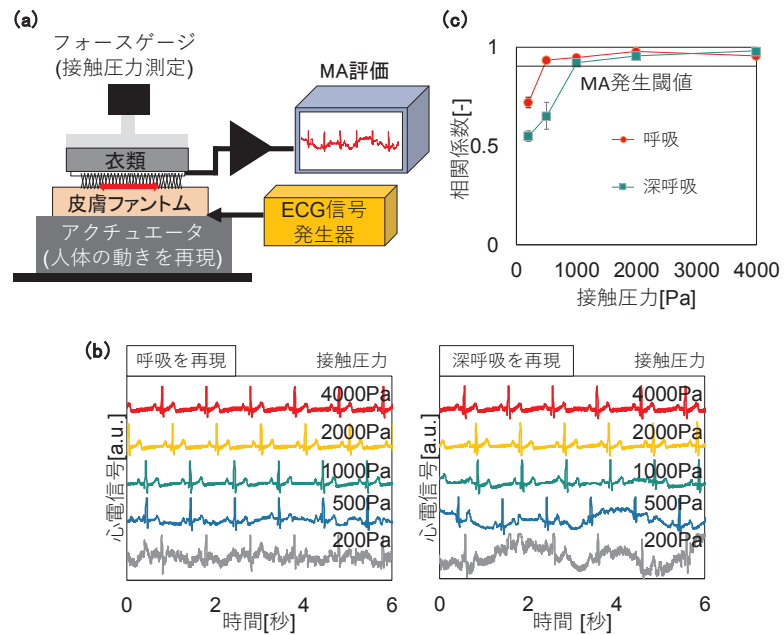 (a)
フォースゲージ
(接触圧力測定)
MA評価
衣類
皮膚ファントム
アクチュエータ
(人体の動きを再現)
ECG信号
発生器
(c)
相関係数[-]
1
0.5
0
MA発生閾値
呼吸
深呼吸
0 1000 2000 3000 4000
接触圧力[Pa]
(b)
呼吸を再現
接触圧力
心電信号[a.u.]
4000Pa
2000Pa
1000Pa
500Pa
200Pa
0 2 4 6
時間[秒]
深呼吸を再現
接触圧力
心電信号[a.u.]
4000Pa
2000Pa
1000Pa
500Pa
200Pa
0 2 4 6
時間 [秒]